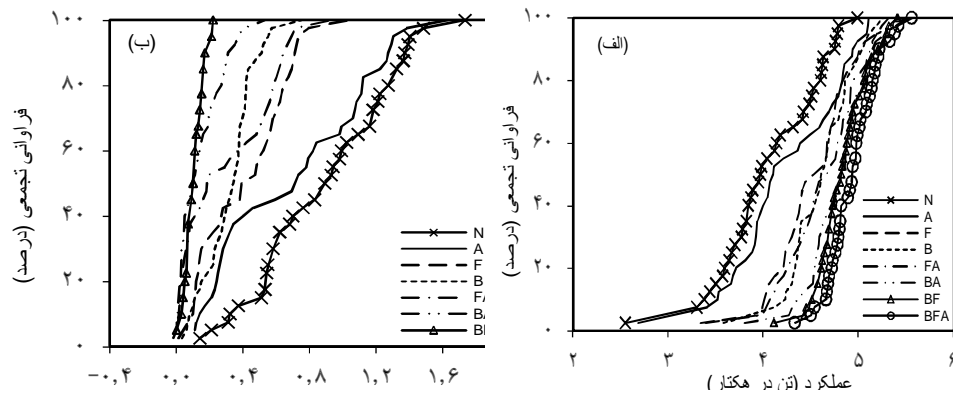 (ب)
فراوانی تجمعی (درصد)
۱۰۰
۸۰
۶۰
۴۰
۲۰
۰
−۰,۴ ۰,۰ ۰,۴ ۰,۸ ۱,۲ ۱,۶
N
A
F
B
FA
BA
BF
(الف)
فراوانی تجمعی (درصد)
۱۰۰
۸۰
۶۰
۴۰
۲۰
۰
۲ ۳ ۴ ۵ ۶
عملکرد (تن در هکتار)
N
A
F
B
FA
BA
BF
BFA